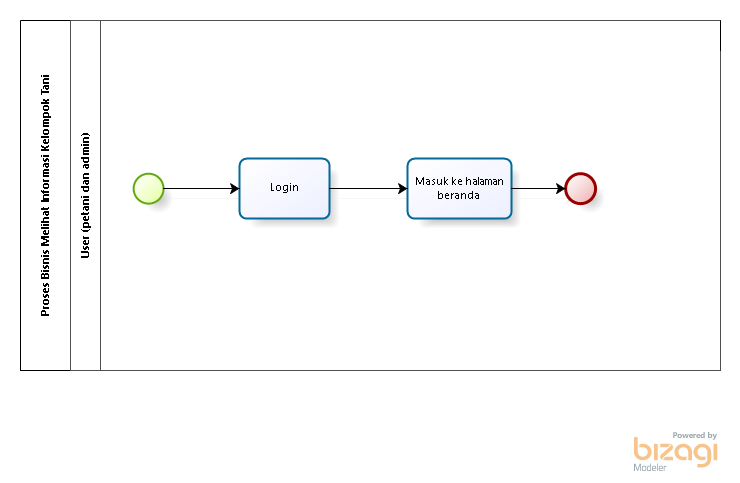 Proses Bisnis Melihat Informasi Kelompok Tani
User (petani dan admin)
Login
Masuk ke halaman
beranda
Powered by
bizagi
Modeler